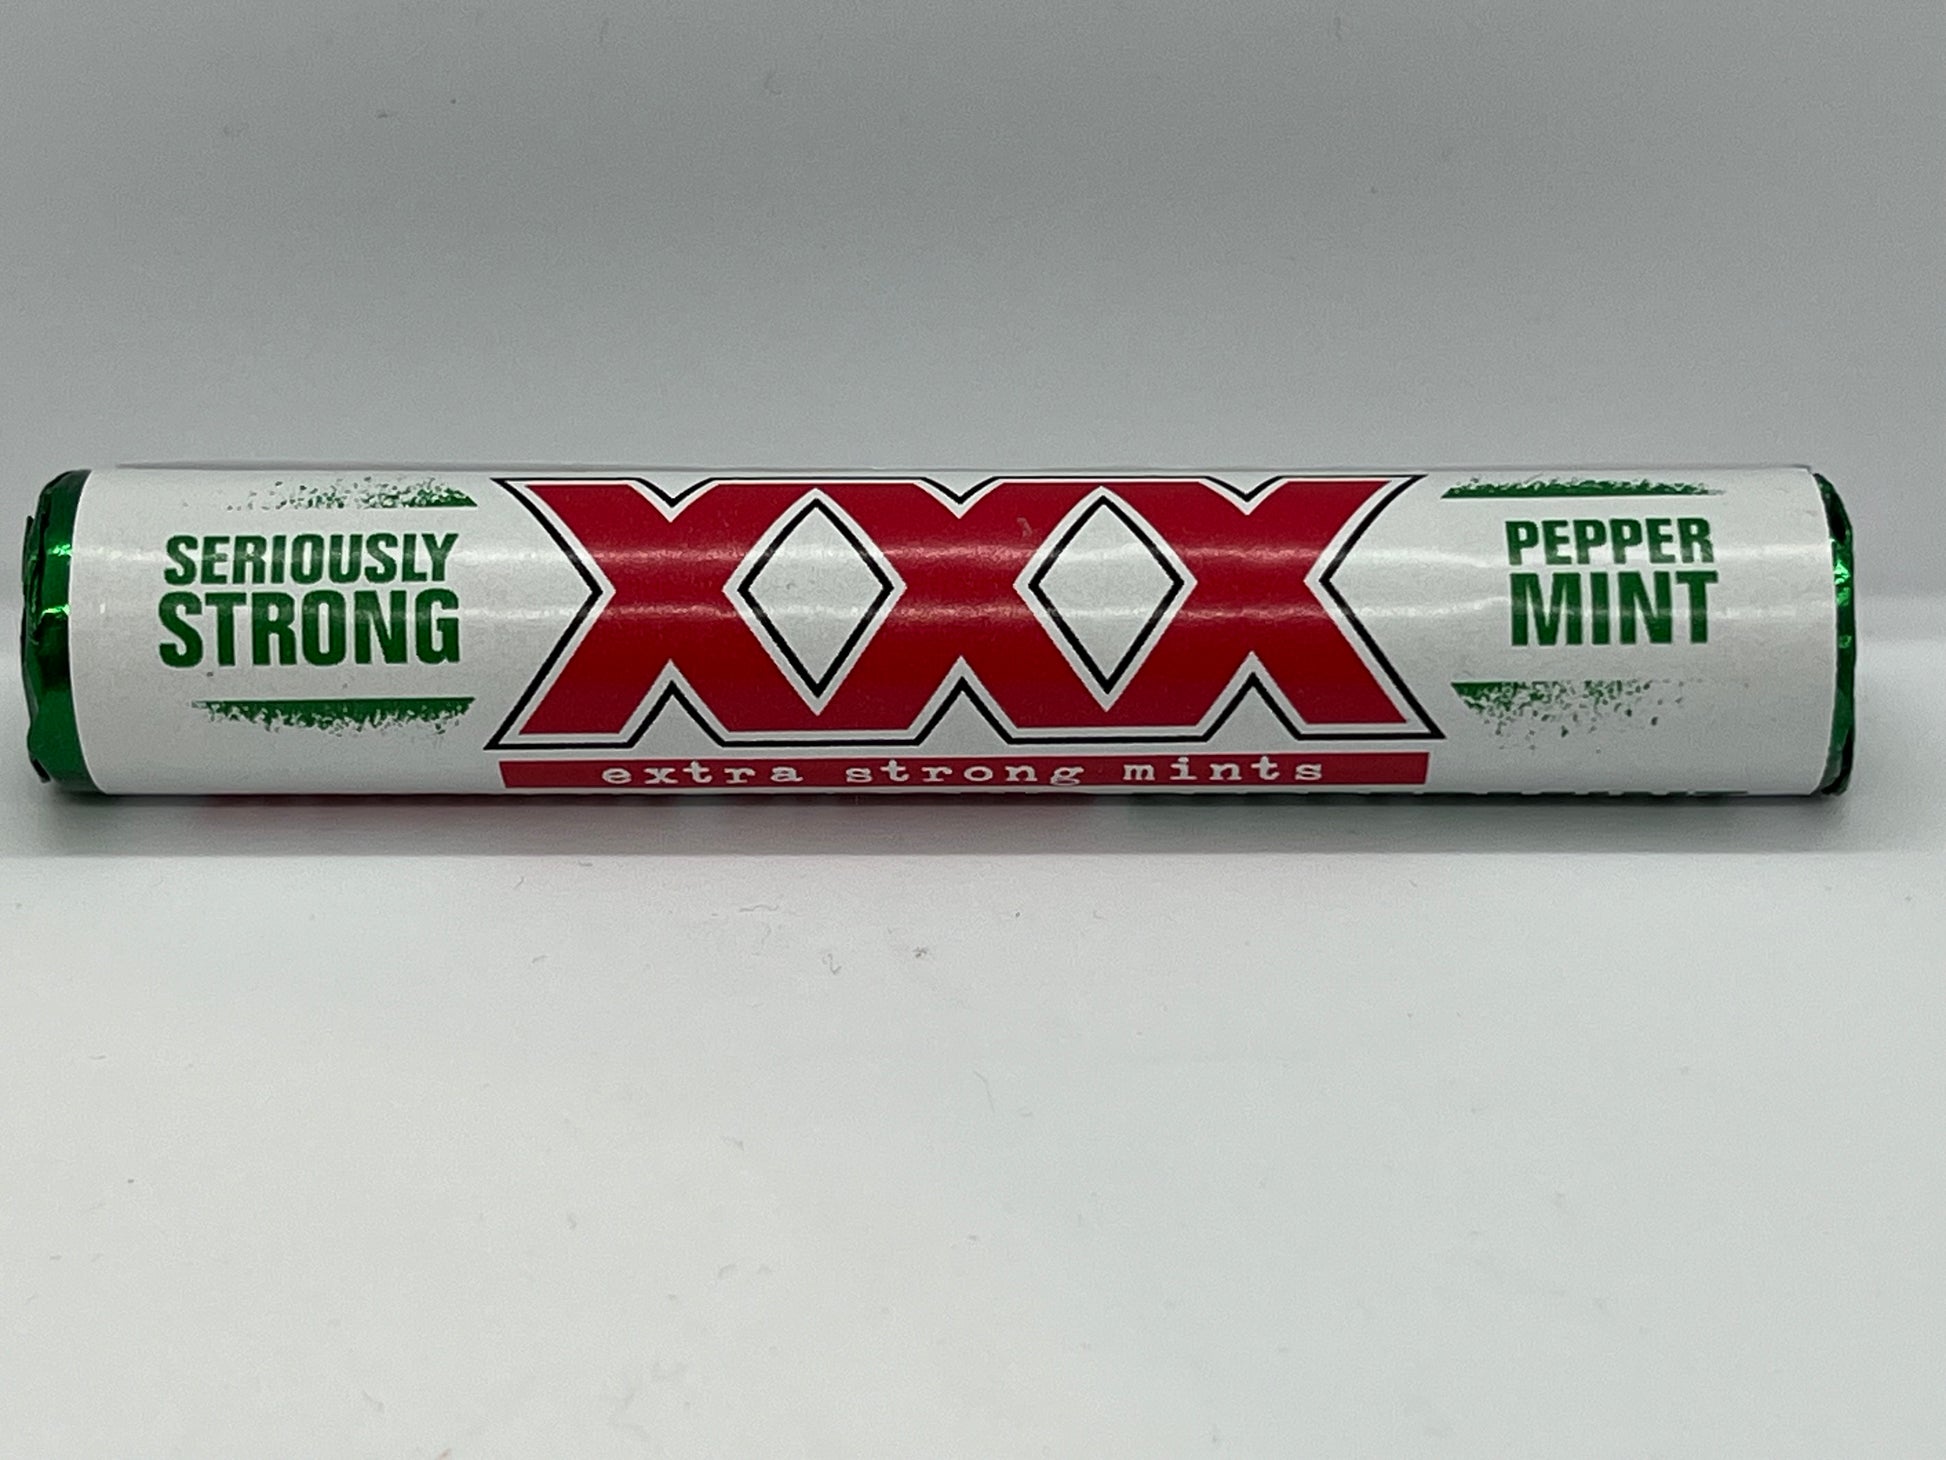 SERIOUSLY
STRONG
XXX
extra strong mints
PEPPER
MINT